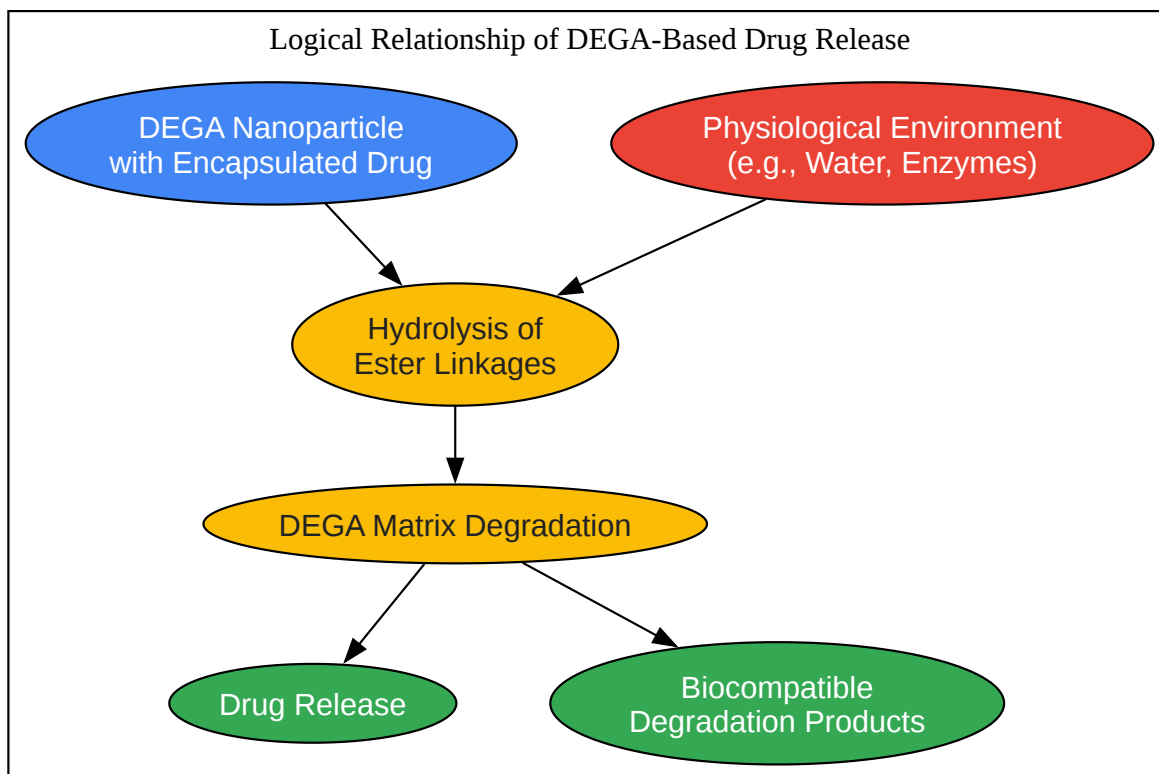 Logical Relationship of DEGA-Based Drug Release
DEGA Nanoparticle
with Encapsulated Drug
Physiological Environment
(e.g., Water, Enzymes)
Hydrolysis of
Ester Linkages
DEGA Matrix Degradation
Drug Release
Biocompatible
Degradation Products